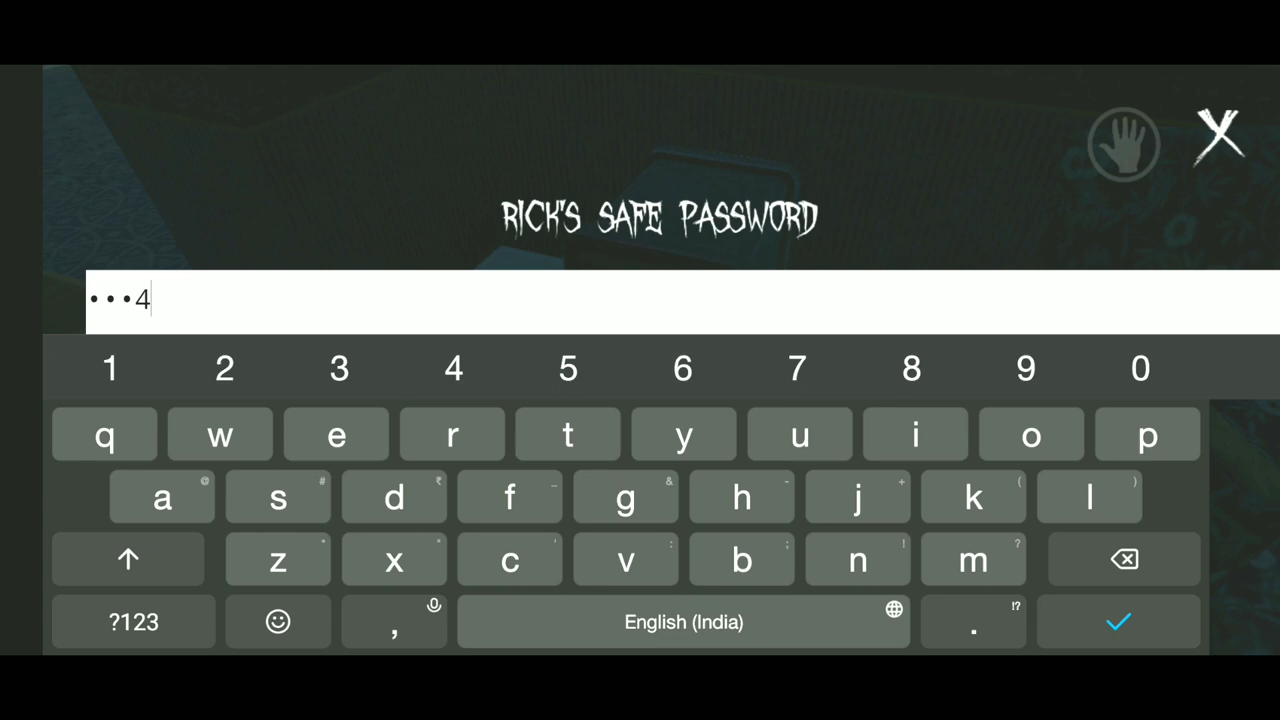 RICK'S SAFE PASSWORD
•••4
1 2 3 4 5 6 7 8 9 0
q w e r t y u i o p
@ # ₹ _ & - + ( )
a s d f g h j k l
* " ' : ; ! ?
z x c v b n m
?123 , English (India) . !?